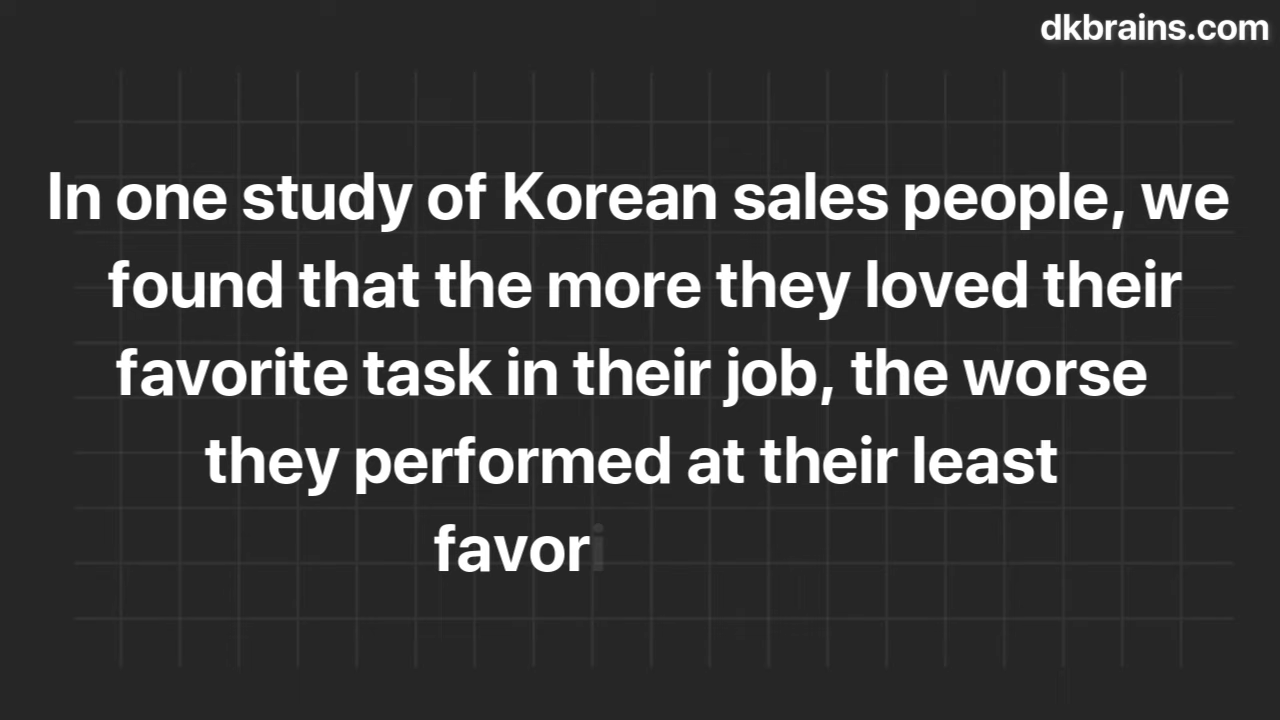 dkbrains.com
In one study of Korean sales people, we
found that the more they loved their
favorite task in their job, the worse
they performed at their least
favori